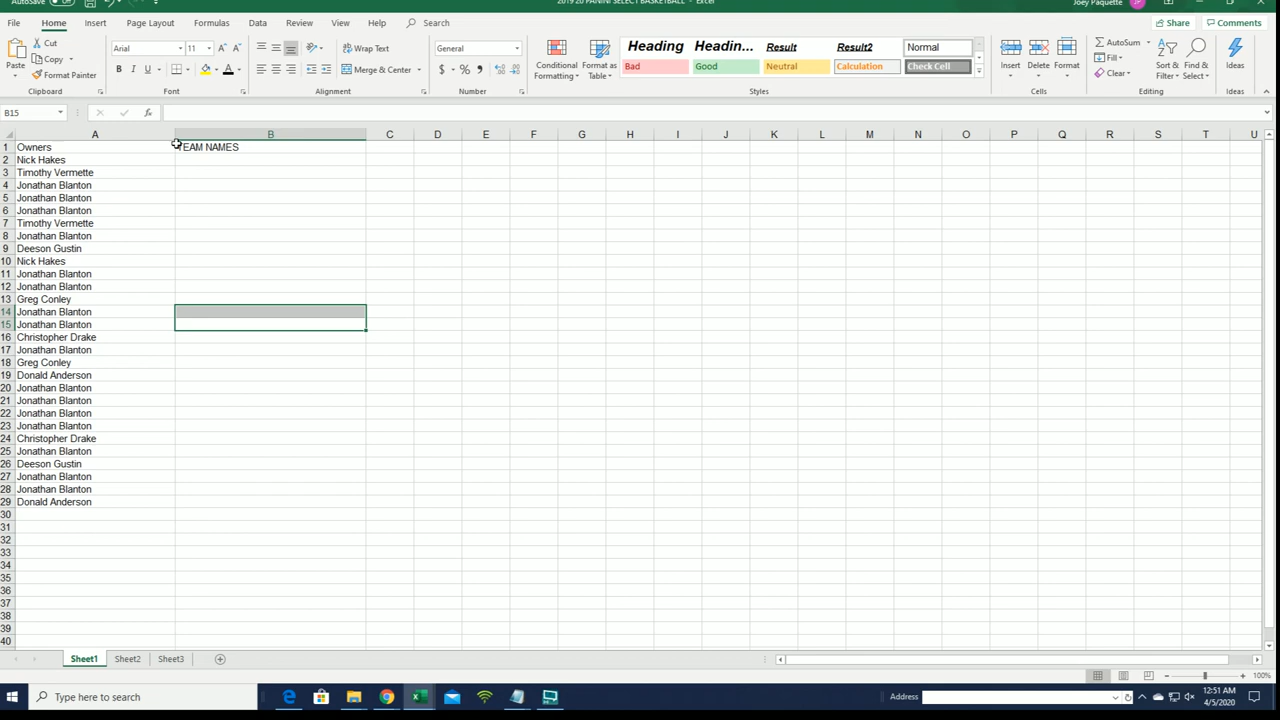 AutoSave Off 2019 20 PANINI SELECT BASKETBALL - Excel Joey Paquette JP
File Home Insert Page Layout Formulas Data Review View Help Search Share Comments
Paste Cut Copy Format Painter Clipboard
Arial 11 A A B I U A Font
Wrap Text Merge & Center Alignment
General $ % , Number
Conditional Formatting Format as Table
Heading Headin... Result Result2 Normal
Bad Good Neutral Calculation Check Cell
Styles
Insert Delete Format Cells
AutoSum Fill Clear Sort & Filter Find & Select Editing
Ideas Ideas
B15 fx
A B C D E F G H I J K L M N O P Q R S T U
1 Owners TEAM NAMES
2 Nick Hakes
3 Timothy Vermette
4 Jonathan Blanton
5 Jonathan Blanton
6 Jonathan Blanton
7 Timothy Vermette
8 Jonathan Blanton
9 Deeson Gustin
10 Nick Hakes
11 Jonathan Blanton
12 Jonathan Blanton
13 Greg Conley
14 Jonathan Blanton
15 Jonathan Blanton
16 Christopher Drake
17 Jonathan Blanton
18 Greg Conley
19 Donald Anderson
20 Jonathan Blanton
21 Jonathan Blanton
22 Jonathan Blanton
23 Jonathan Blanton
24 Christopher Drake
25 Jonathan Blanton
26 Deeson Gustin
27 Jonathan Blanton
28 Jonathan Blanton
29 Donald Anderson
30
31
32
33
34
35
36
37
38
39
40
Sheet1 Sheet2 Sheet3
100%
Type here to search Address 12:51 AM
4/5/2020